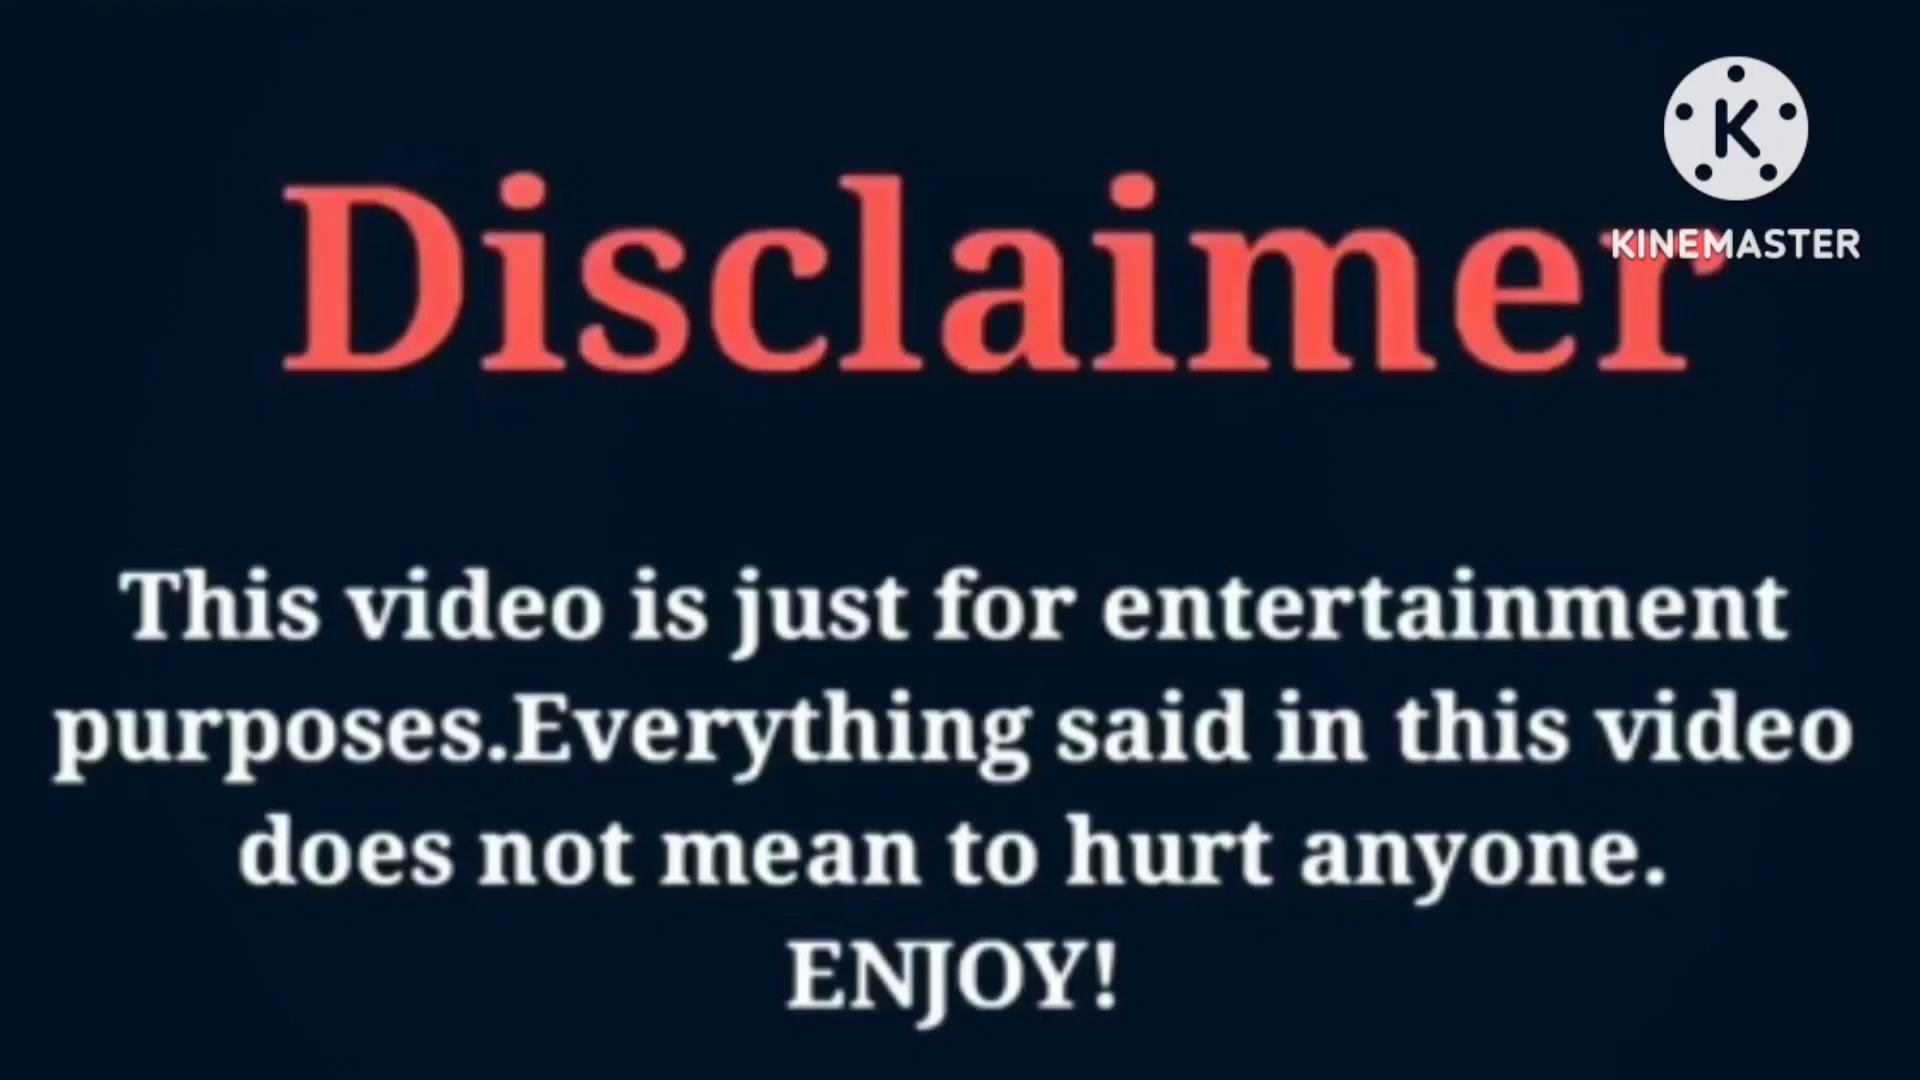 K
KINEMASTER
Disclaimer
This video is just for entertainment
purposes.Everything said in this video
does not mean to hurt anyone.
ENJOY!